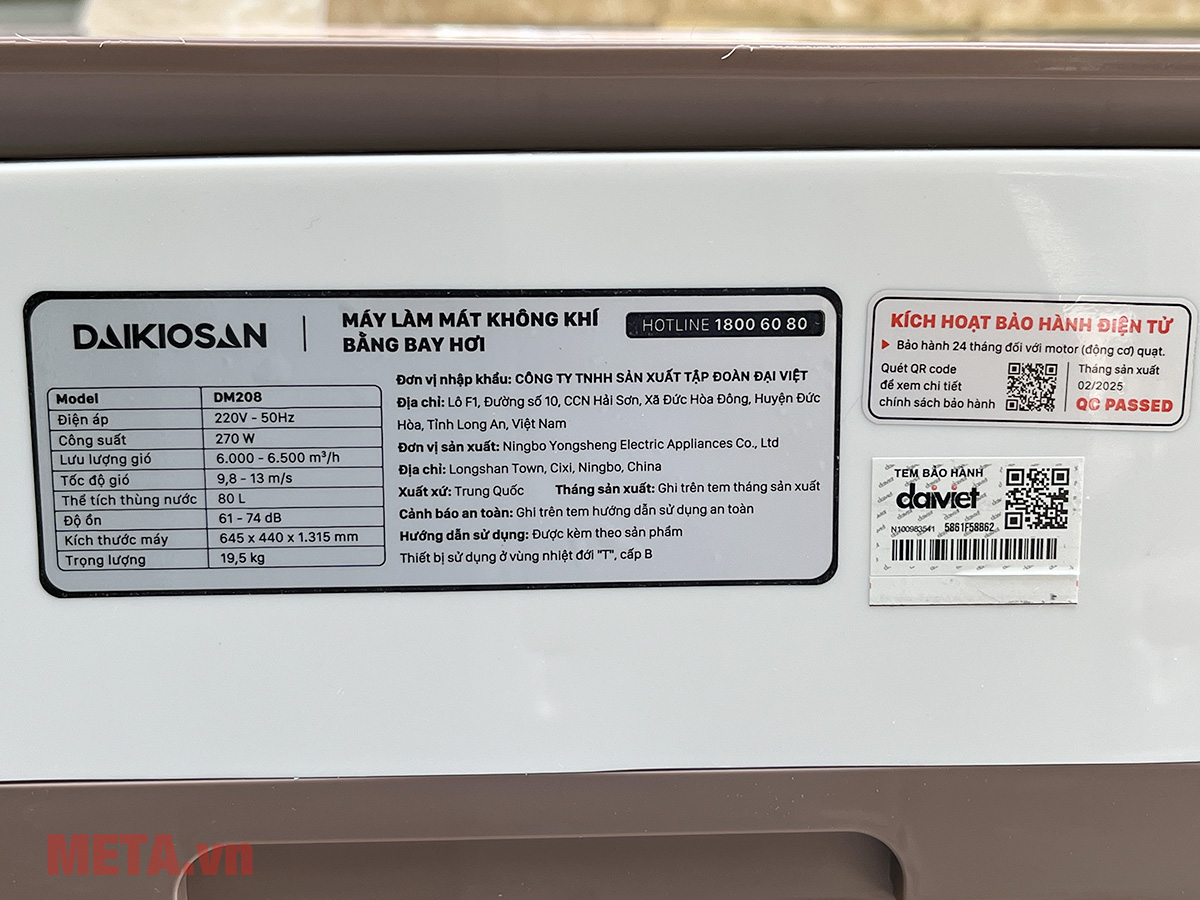 DAIKIOSAN
MÁY LÀM MÁT KHÔNG KHÍ
BẰNG BAY HƠI
HOTLINE 1800 60 80
Model DM208
Điện áp 220V - 50Hz
Công suất 270 W
Lưu lượng gió 6.000 - 6.500 m³/h
Tốc độ gió 9,8 - 13 m/s
Thể tích thùng nước 80 L
Độ ồn 61 - 74 dB
Kích thước máy 645 x 440 x 1.315 mm
Trọng lượng 19,5 kg
Đơn vị nhập khẩu: CÔNG TY TNHH SẢN XUẤT TẬP ĐOÀN ĐẠI VIỆT
Địa chỉ: Lô F1, Đường số 10, CCN Hải Sơn, Xã Đức Hòa Đông, Huyện Đức
Hòa, Tỉnh Long An, Việt Nam
Đơn vị sản xuất: Ningbo Yongsheng Electric Appliances Co., Ltd
Địa chỉ: Longshan Town, Cixi, Ningbo, China
Xuất xứ: Trung Quốc Tháng sản xuất: Ghi trên tem tháng sản xuất
Cảnh báo an toàn: Ghi trên tem hướng dẫn sử dụng an toàn
Hướng dẫn sử dụng: Được kèm theo sản phẩm
Thiết bị sử dụng ở vùng nhiệt đới "T", cấp B
KÍCH HOẠT BẢO HÀNH ĐIỆN TỬ
Bảo hành 24 tháng đối với motor (động cơ) quạt.
Quét QR code
để xem chi tiết
chính sách bảo hành
Tháng sản xuất
02/2025
QC PASSED
TEM BẢO HÀNH
daiviet
N100983541 5861F58862
META.vn